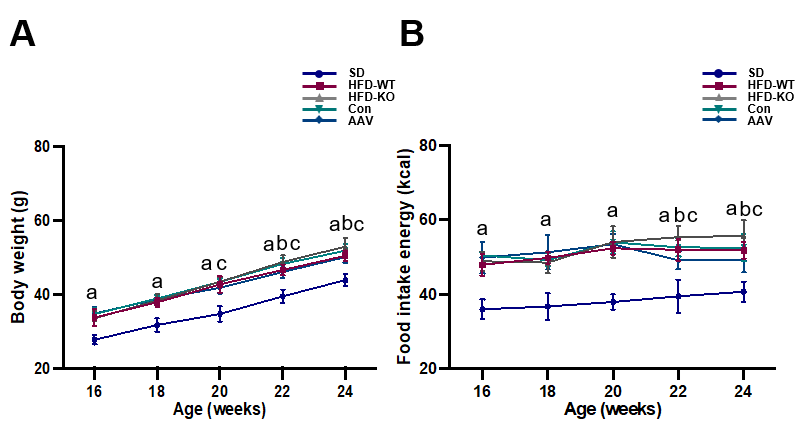 A
SD
HFD-WT
HFD-KO
Con
AAV
Body weight (g)
80
60
40
20
a
a
a c
abc
abc
16
18
20
22
24
Age (weeks)
B
SD
HFD-WT
HFD-KO
Con
AAV
Food intake energy (kcal)
80
60
40
20
a
a
a
abc
abc
16
18
20
22
24
Age (weeks)